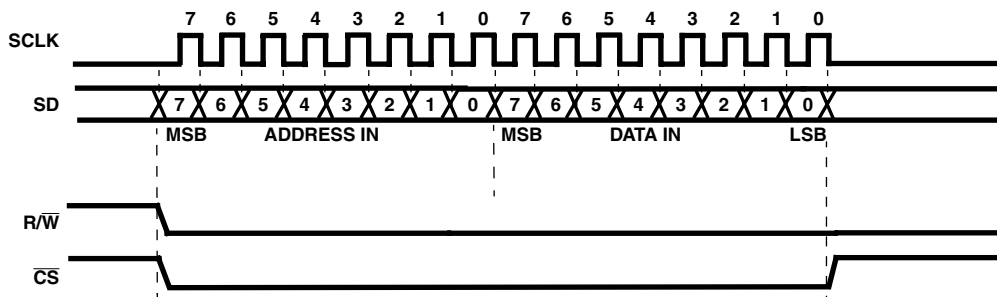 7 6 5 4 3 2 1 0 7 6 5 4 3 2 1 0
SCLK
SD 7 6 5 4 3 2 1 0 7 6 5 4 3 2 1 0
MSB ADDRESS IN MSB DATA IN LSB
R/W̅
C̅S̅